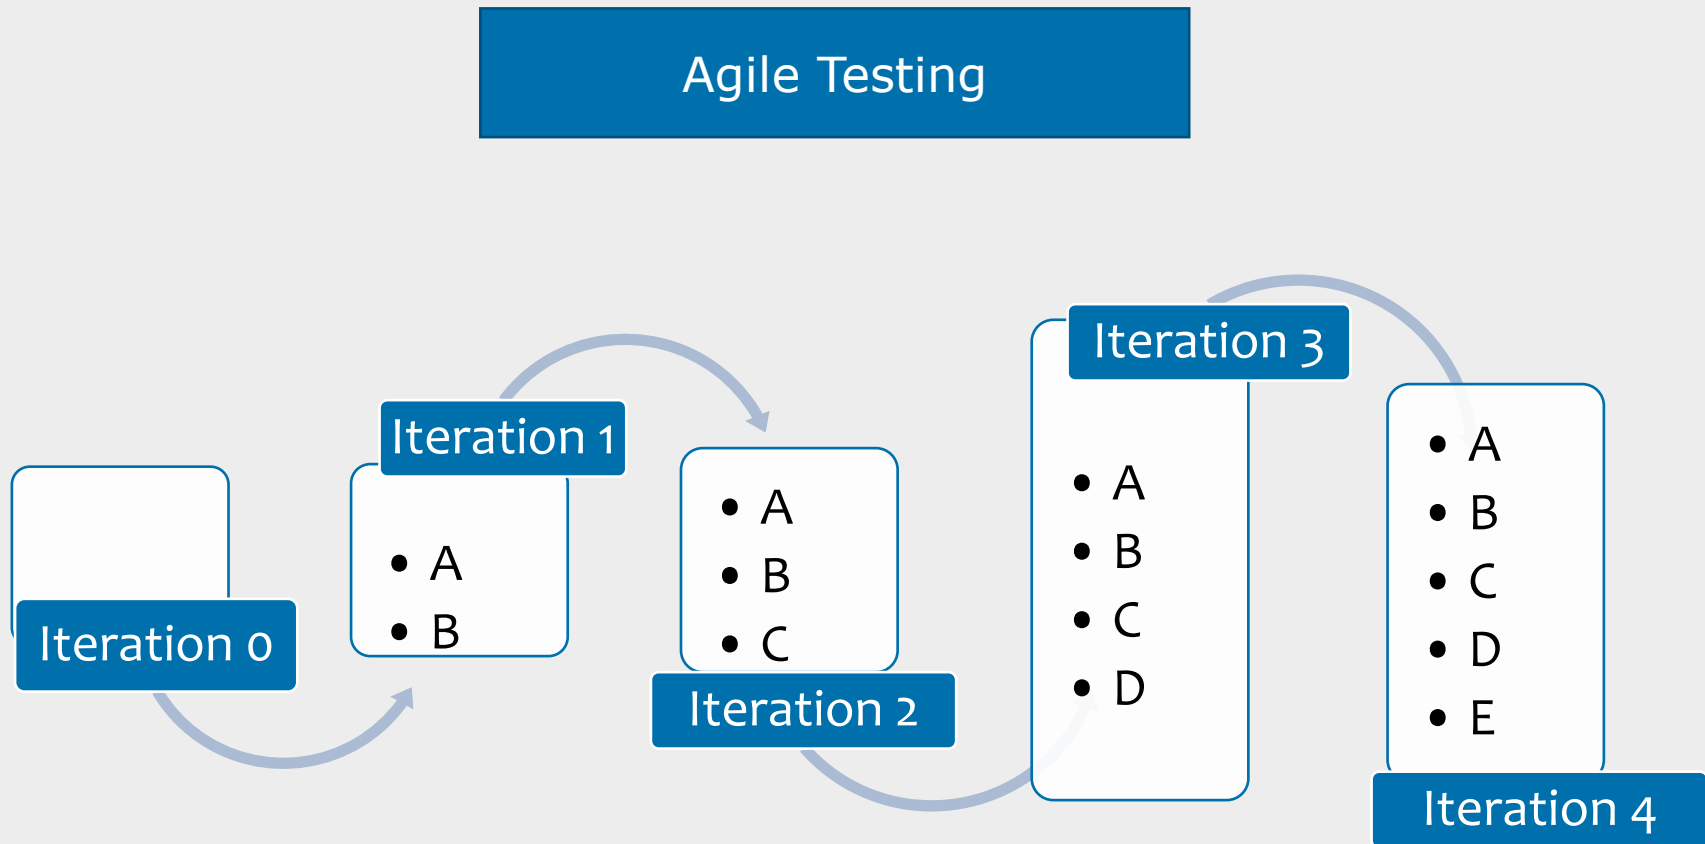 Agile Testing
Iteration 0
Iteration 1
• A
• B
• A
• B
• C
Iteration 2
Iteration 3
• A
• B
• C
• D
• A
• B
• C
• D
• E
Iteration 4